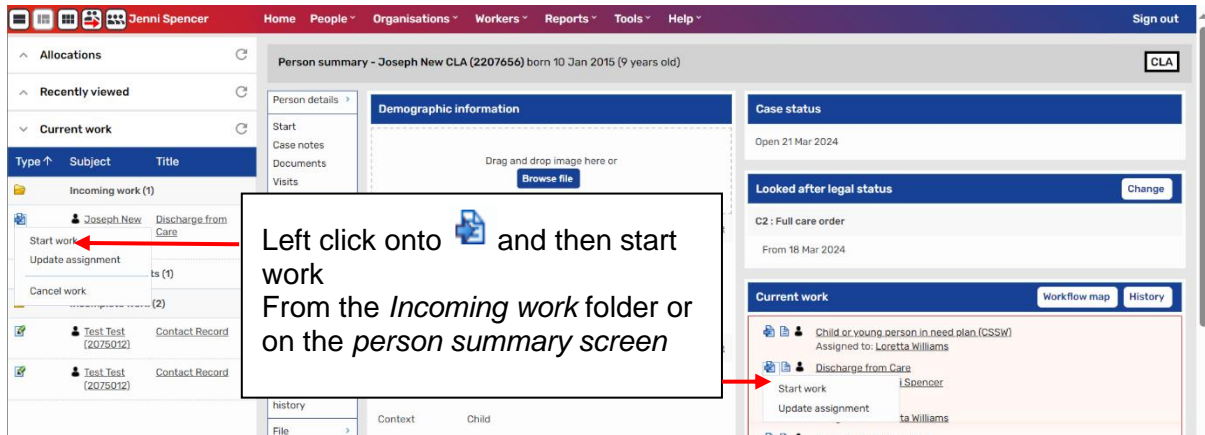 Jenni Spencer
Home People Organisations Workers Reports Tools Help Sign out
Allocations
Recently viewed
Current work
Type Subject Title
Incoming work (1)
Joseph New Discharge from
Care
Start work
Update assignment
ts (1)
Cancel work
(2)
Test Test Contact Record
(2075012)
Test Test Contact Record
(2075012)
Person summary - Joseph New CLA (2207656) born 10 Jan 2015 (9 years old) CLA
Person details
Start
Case notes
Documents
Visits
history
File
Demographic information
Drag and drop image here or
Browse file
Context Child
Left click onto and then start
work
From the Incoming work folder or
on the person summary screen
Case status
Open 21 Mar 2024
Looked after legal status Change
C2 : Full care order
From 18 Mar 2024
Current work Workflow map History
Child or young person in need plan (CSSW)
Assigned to: Loretta Williams
Discharge from Care
i Spencer
Start work
Update assignment
ta Williams